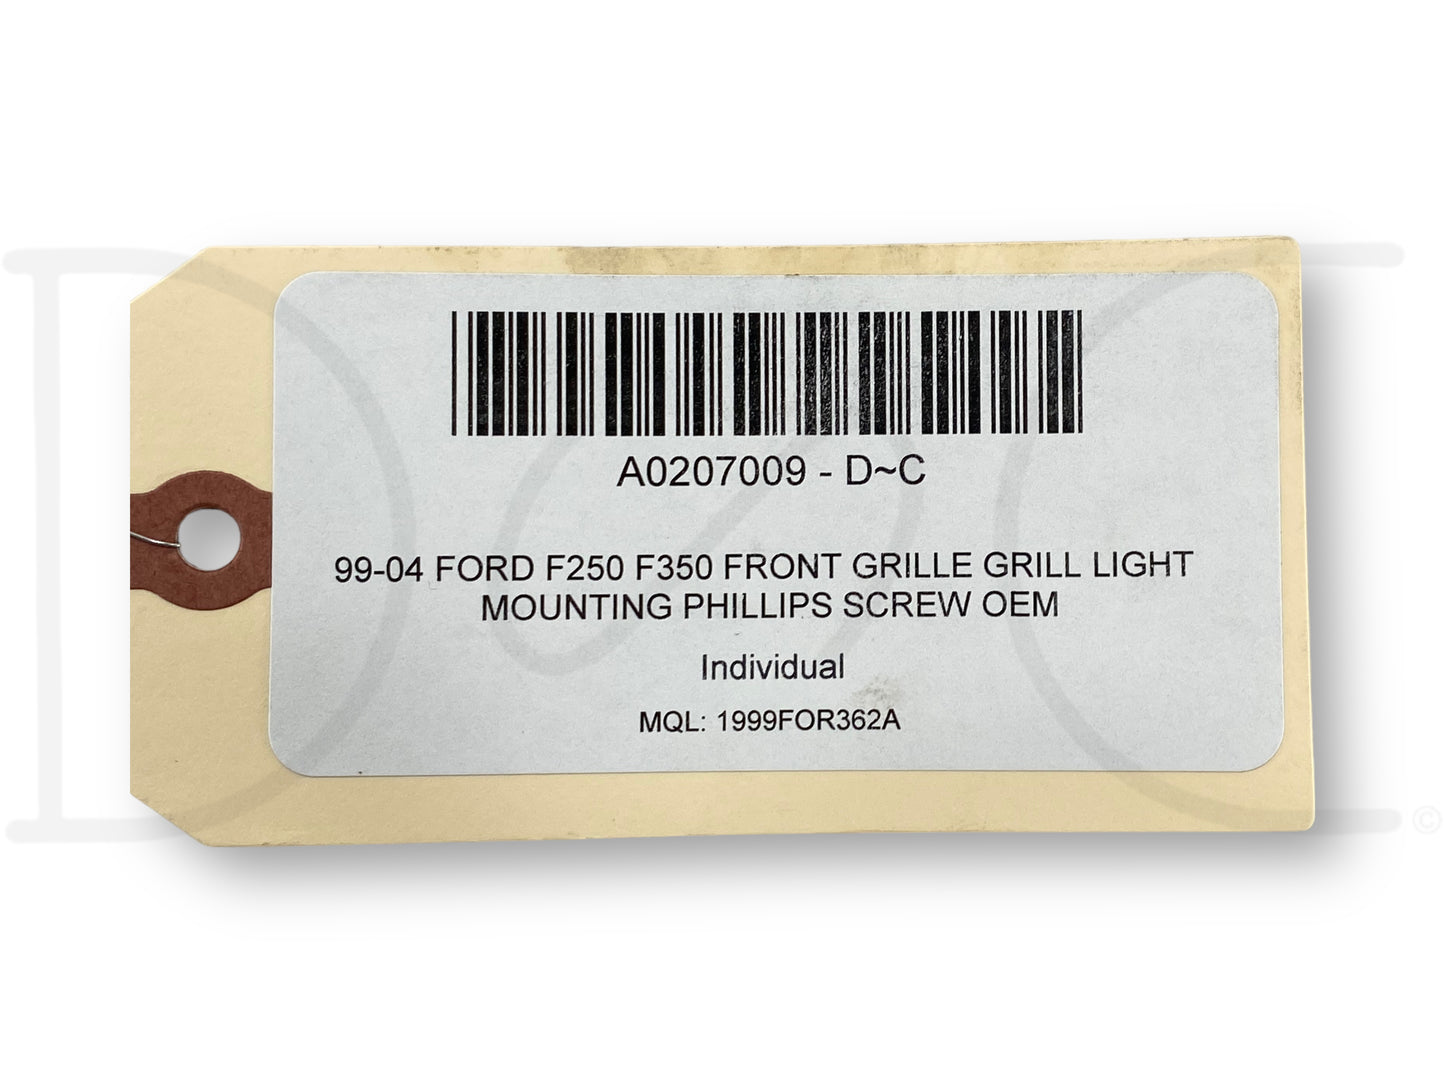 A0207009 - D~C
99-04 FORD F250 F350 FRONT GRILLE GRILL LIGHT
MOUNTING PHILLIPS SCREW OEM
Individual
MQL: 1999FOR362A
D C ©